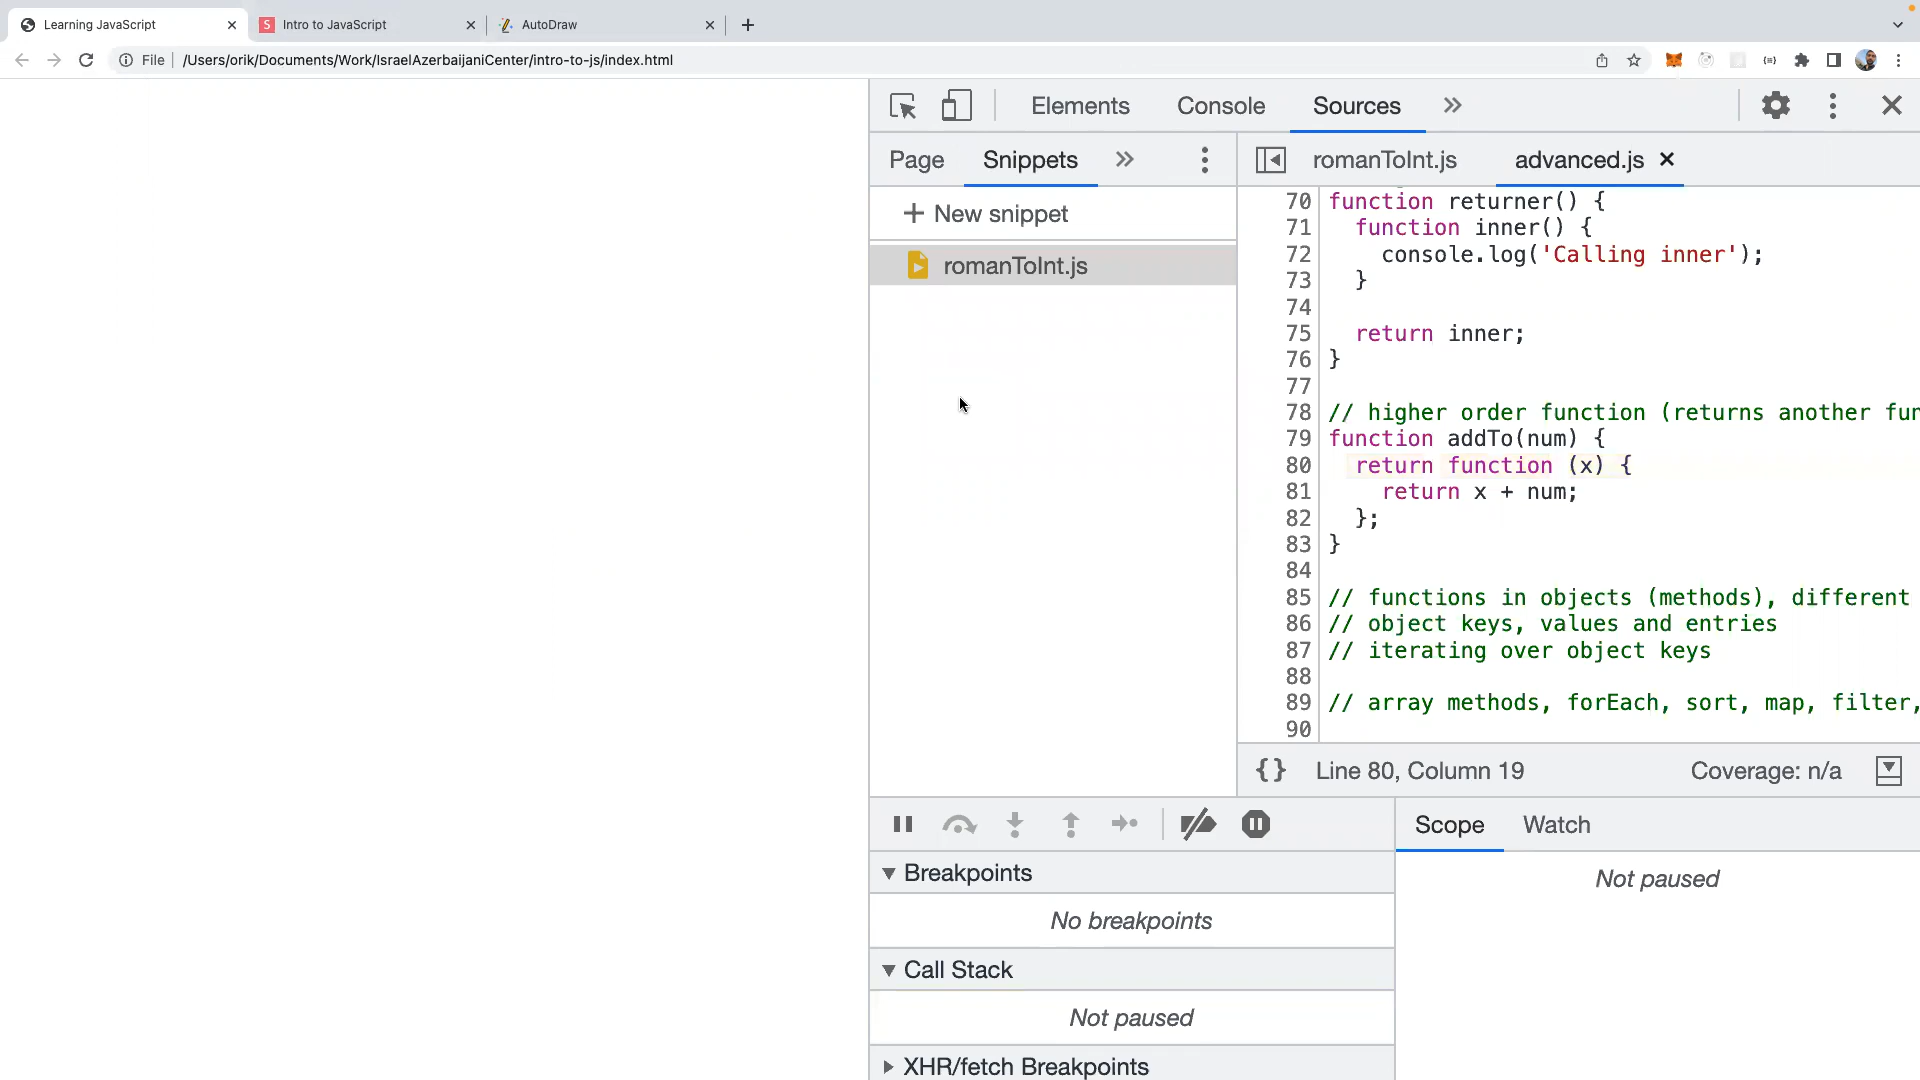 Learning JavaScript
Intro to JavaScript
AutoDraw
File
/Users/orik/Documents/Work/IsraelAzerbaijaniCenter/intro-to-js/index.html
Elements
Console
Sources
Page
Snippets
romanToInt.js
advanced.js
New snippet
romanToInt.js
70 function returner() {
71 function inner() {
72 console.log('Calling inner');
73 }
74
75 return inner;
76 }
77
78 // higher order function (returns another fun
79 function addTo(num) {
80 return function (x) {
81 return x + num;
82 };
83 }
84
85 // functions in objects (methods), different
86 // object keys, values and entries
87 // iterating over object keys
88
89 // array methods, forEach, sort, map, filter,
90
{} Line 80, Column 19
Coverage: n/a
Scope
Watch
Breakpoints
No breakpoints
Not paused
Call Stack
Not paused
XHR/fetch Breakpoints